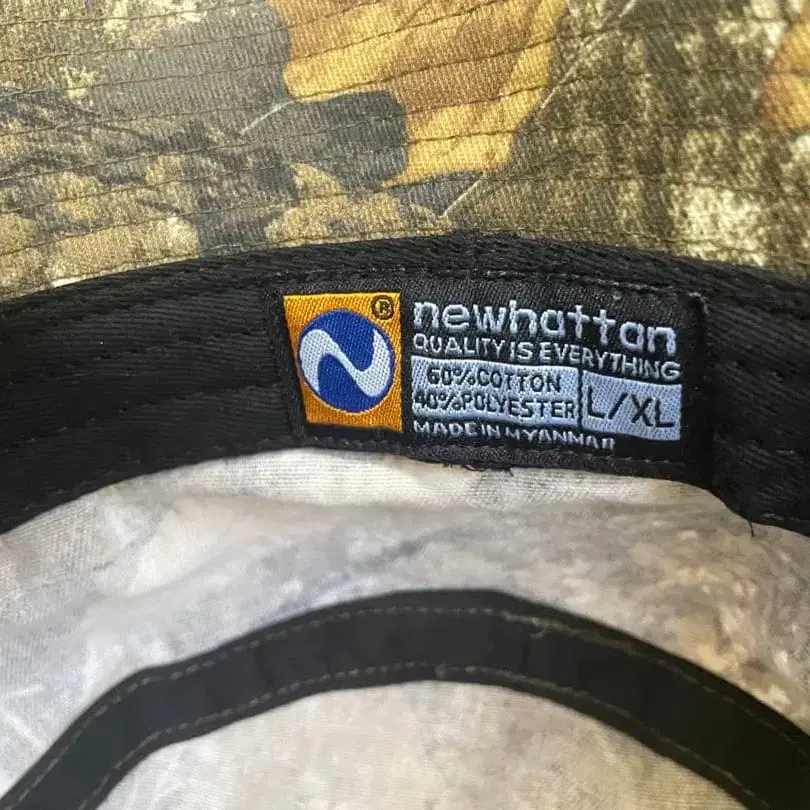 ®
newhattan
QUALITY IS EVERYTHING
60%COTTON
40%POLYESTER
L/XL
MADE IN MYANMAR